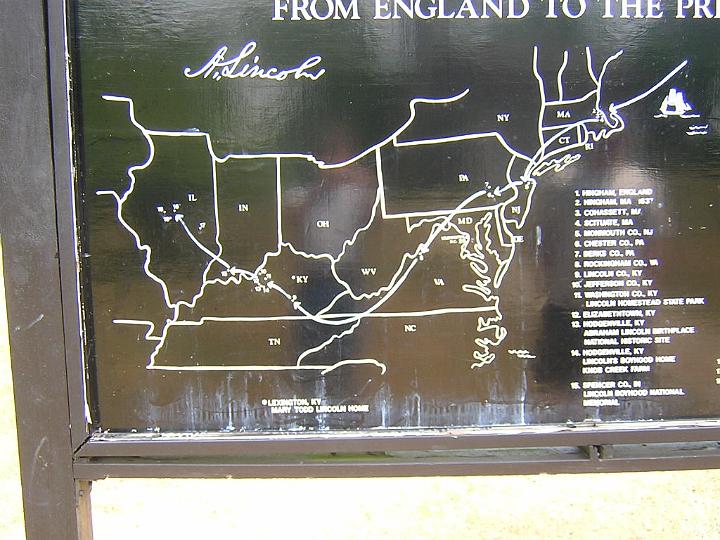 FROM ENGLAND TO THE PRE
A. Lincoln
NY
MA
CT
RI
PA
NJ
IL
IN
OH
MD
DE
KY
WV
VA
TN
NC
1. HINGHAM, ENGLAND
2. HINGHAM, MA 1637
3. COHASSETT, MA
4. SCITUATE, MA
5. MONMOUTH CO., NJ
6. CHESTER CO., PA
7. BERKS CO., PA
8. ROCKINGHAM CO., VA
9. LINCOLN CO., KY
10. JEFFERSON CO., KY
11. WASHINGTON CO., KY
LINCOLN HOMESTEAD STATE PARK
12. ELIZABETHTOWN, KY
13. HODGENVILLE, KY
ABRAHAM LINCOLN BIRTHPLACE
NATIONAL HISTORIC SITE
14. HODGENVILLE, KY
LINCOLN'S BOYHOOD HOME
KNOB CREEK FARM
15. SPENCER CO., IN
LINCOLN BOYHOOD NATIONAL
MEMORIAL
LEXINGTON, KY
MARY TODD LINCOLN HOME